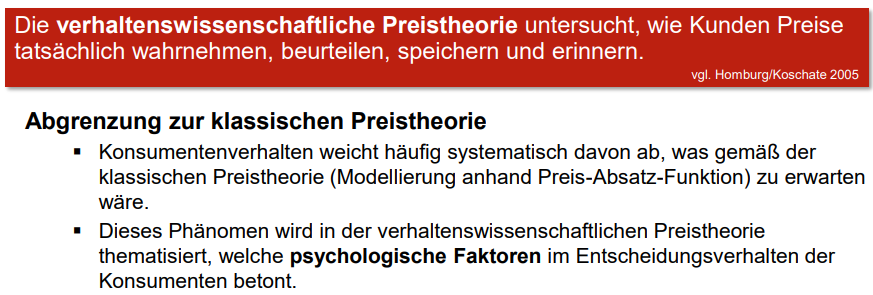 Die verhaltenswissenschaftliche Preistheorie untersucht, wie Kunden Preise
tatsächlich wahrnehmen, beurteilen, speichern und erinnern.
vgl. Homburg/Koschate 2005
Abgrenzung zur klassischen Preistheorie
▪ Konsumentenverhalten weicht häufig systematisch davon ab, was gemäß der
klassischen Preistheorie (Modellierung anhand Preis-Absatz-Funktion) zu erwarten
wäre.
▪ Dieses Phänomen wird in der verhaltenswissenschaftlichen Preistheorie
thematisiert, welche psychologische Faktoren im Entscheidungsverhalten der
Konsumenten betont.